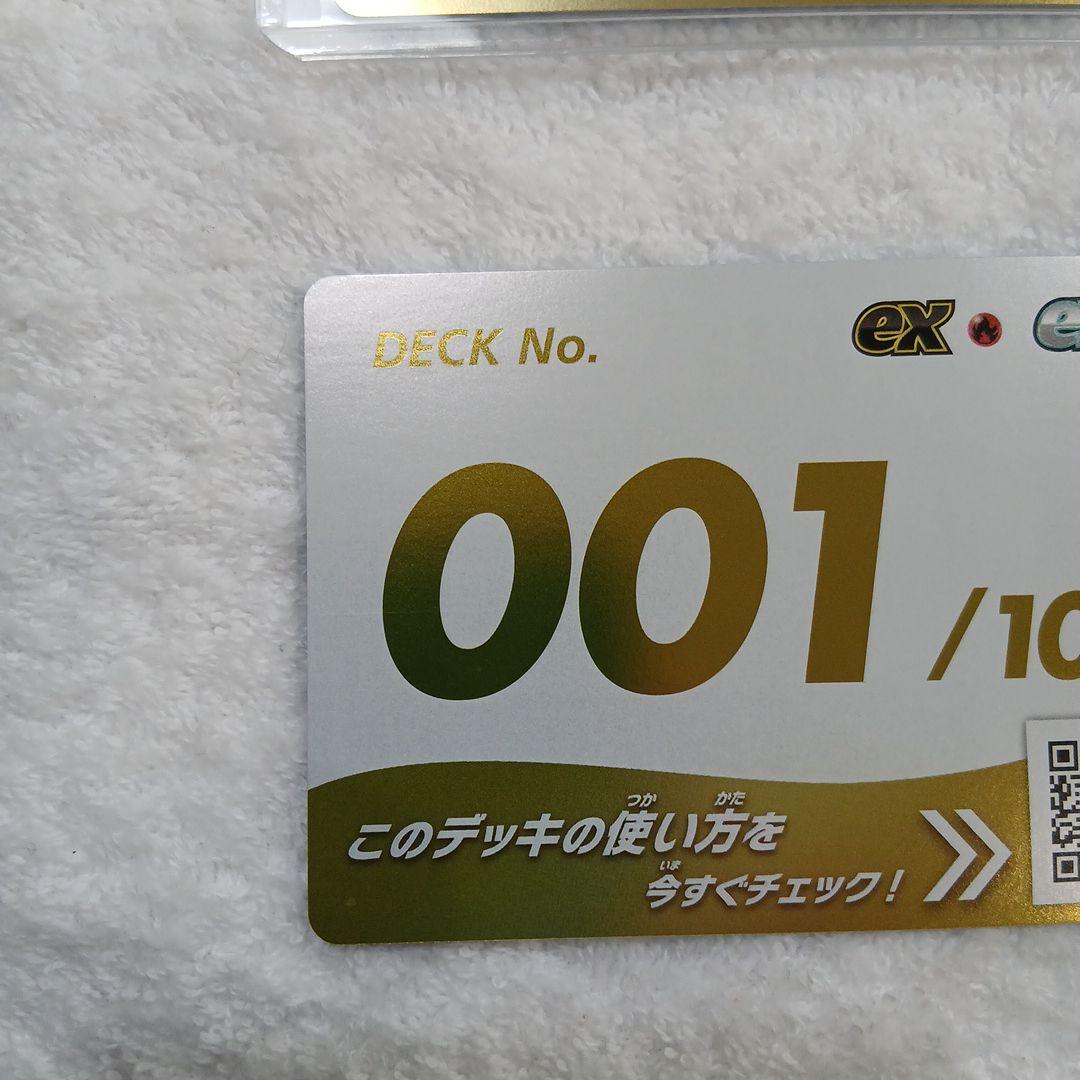 DECK No.
ex
001 /10
つか かた
このデッキの使い方を
いま
今すぐチェック!